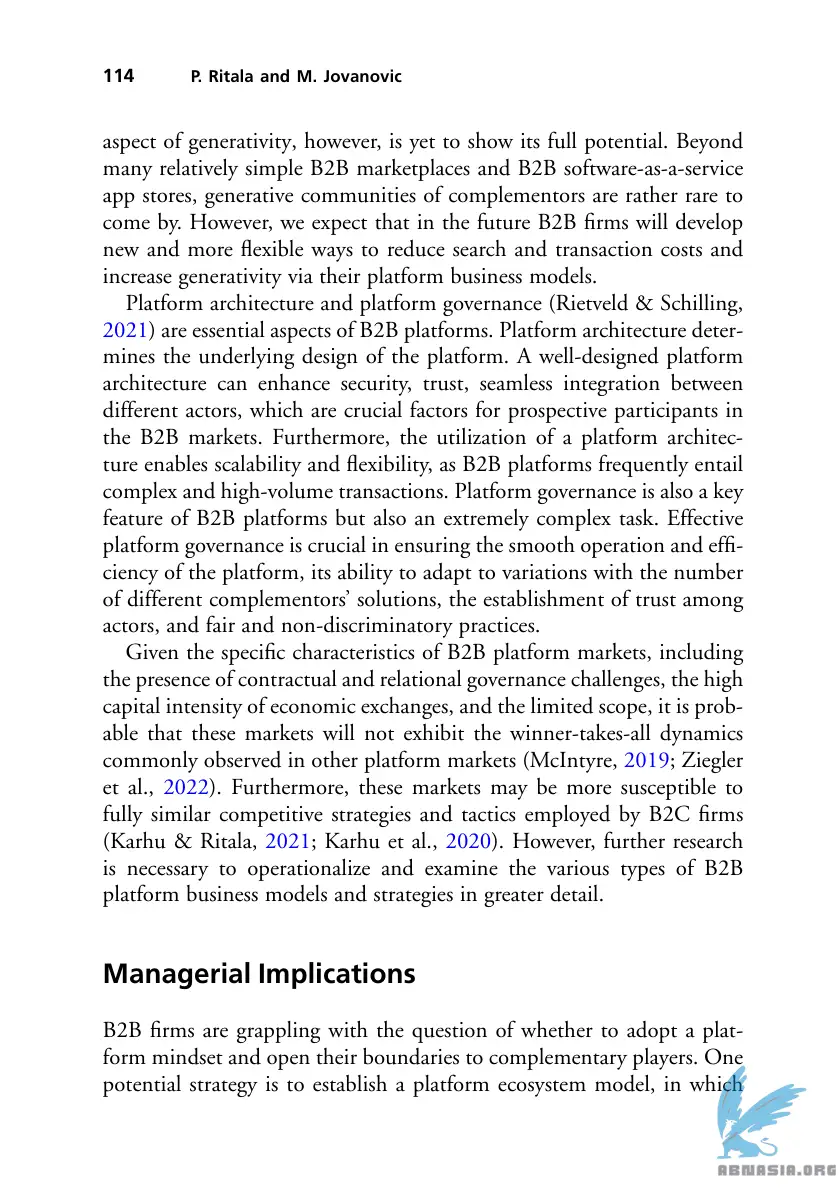 114 P. Ritala and M. Jovanovic
aspect of generativity, however, is yet to show its full potential. Beyond
many relatively simple B2B marketplaces and B2B software-as-a-service
app stores, generative communities of complementors are rather rare to
come by. However, we expect that in the future B2B firms will develop
new and more flexible ways to reduce search and transaction costs and
increase generativity via their platform business models.
Platform architecture and platform governance (Rietveld & Schilling,
2021) are essential aspects of B2B platforms. Platform architecture deter-
mines the underlying design of the platform. A well-designed platform
architecture can enhance security, trust, seamless integration between
different actors, which are crucial factors for prospective participants in
the B2B markets. Furthermore, the utilization of a platform architec-
ture enables scalability and flexibility, as B2B platforms frequently entail
complex and high-volume transactions. Platform governance is also a key
feature of B2B platforms but also an extremely complex task. Effective
platform governance is crucial in ensuring the smooth operation and effi-
ciency of the platform, its ability to adapt to variations with the number
of different complementors' solutions, the establishment of trust among
actors, and fair and non-discriminatory practices.
Given the specific characteristics of B2B platform markets, including
the presence of contractual and relational governance challenges, the high
capital intensity of economic exchanges, and the limited scope, it is prob-
able that these markets will not exhibit the winner-takes-all dynamics
commonly observed in other platform markets (McIntyre, 2019; Ziegler
et al., 2022). Furthermore, these markets may be more susceptible to
fully similar competitive strategies and tactics employed by B2C firms
(Karhu & Ritala, 2021; Karhu et al., 2020). However, further research
is necessary to operationalize and examine the various types of B2B
platform business models and strategies in greater detail.
Managerial Implications
B2B firms are grappling with the question of whether to adopt a plat-
form mindset and open their boundaries to complementary players. One
potential strategy is to establish a platform ecosystem model, in which
ABNASIA.ORG